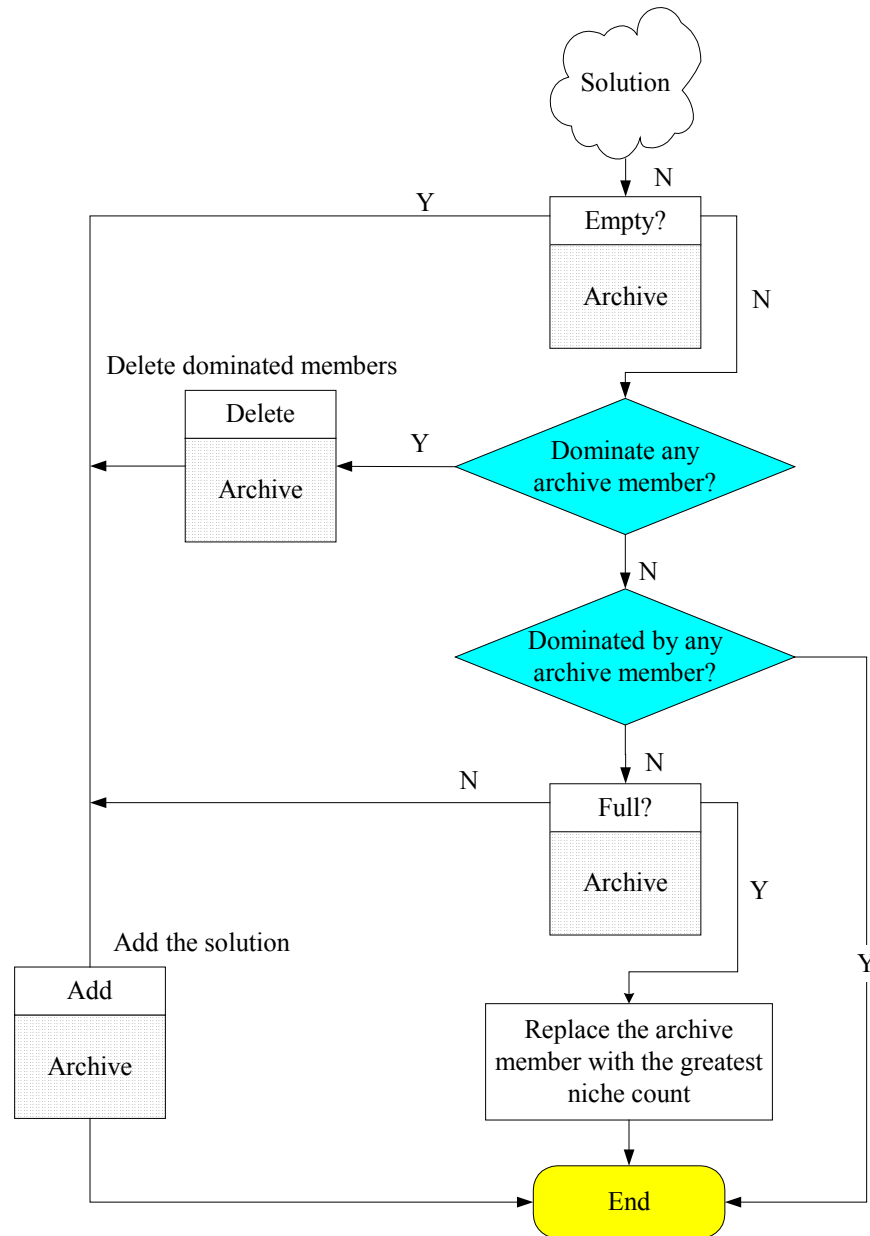 Solution
N
Y
Empty?
Archive
N
Delete dominated members
Delete
Archive
Y
Dominate any
archive member?
N
Dominated by any
archive member?
N
N
Full?
Archive
Y
Y
Add the solution
Add
Archive
Replace the archive
member with the greatest
niche count
End